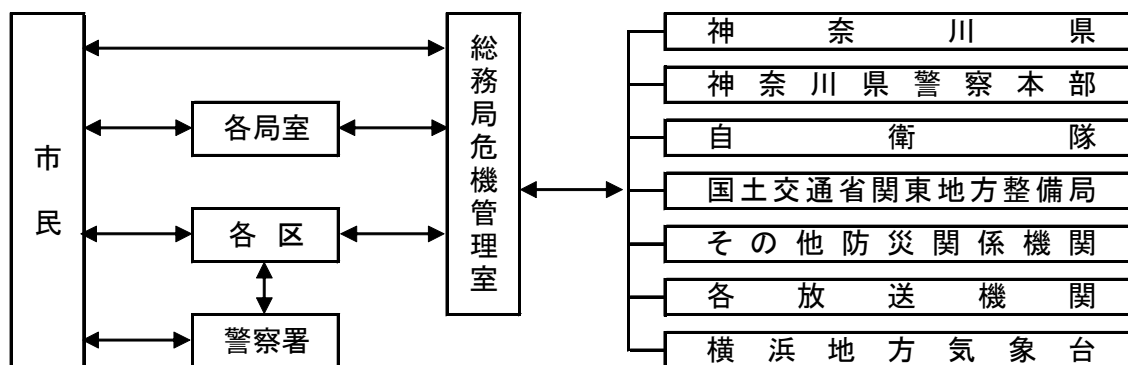 市民
各局室
各区
警察署
総務局危機管理室
神奈川県
神奈川県警察本部
自衛隊
国土交通省関東地方整備局
その他防災関係機関
各放送機関
横浜地方気象台